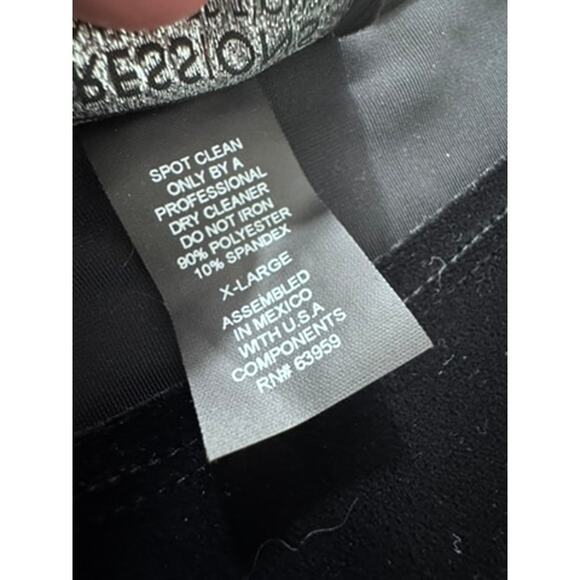 RESSION
SPOT CLEAN
ONLY BY A
PROFESSIONAL
DRY CLEANER
DO NOT IRON
90% POLYESTER
10% SPANDEX
X-LARGE
ASSEMBLED
IN MEXICO
WITH U.S.A
COMPONENTS
RN# 63959